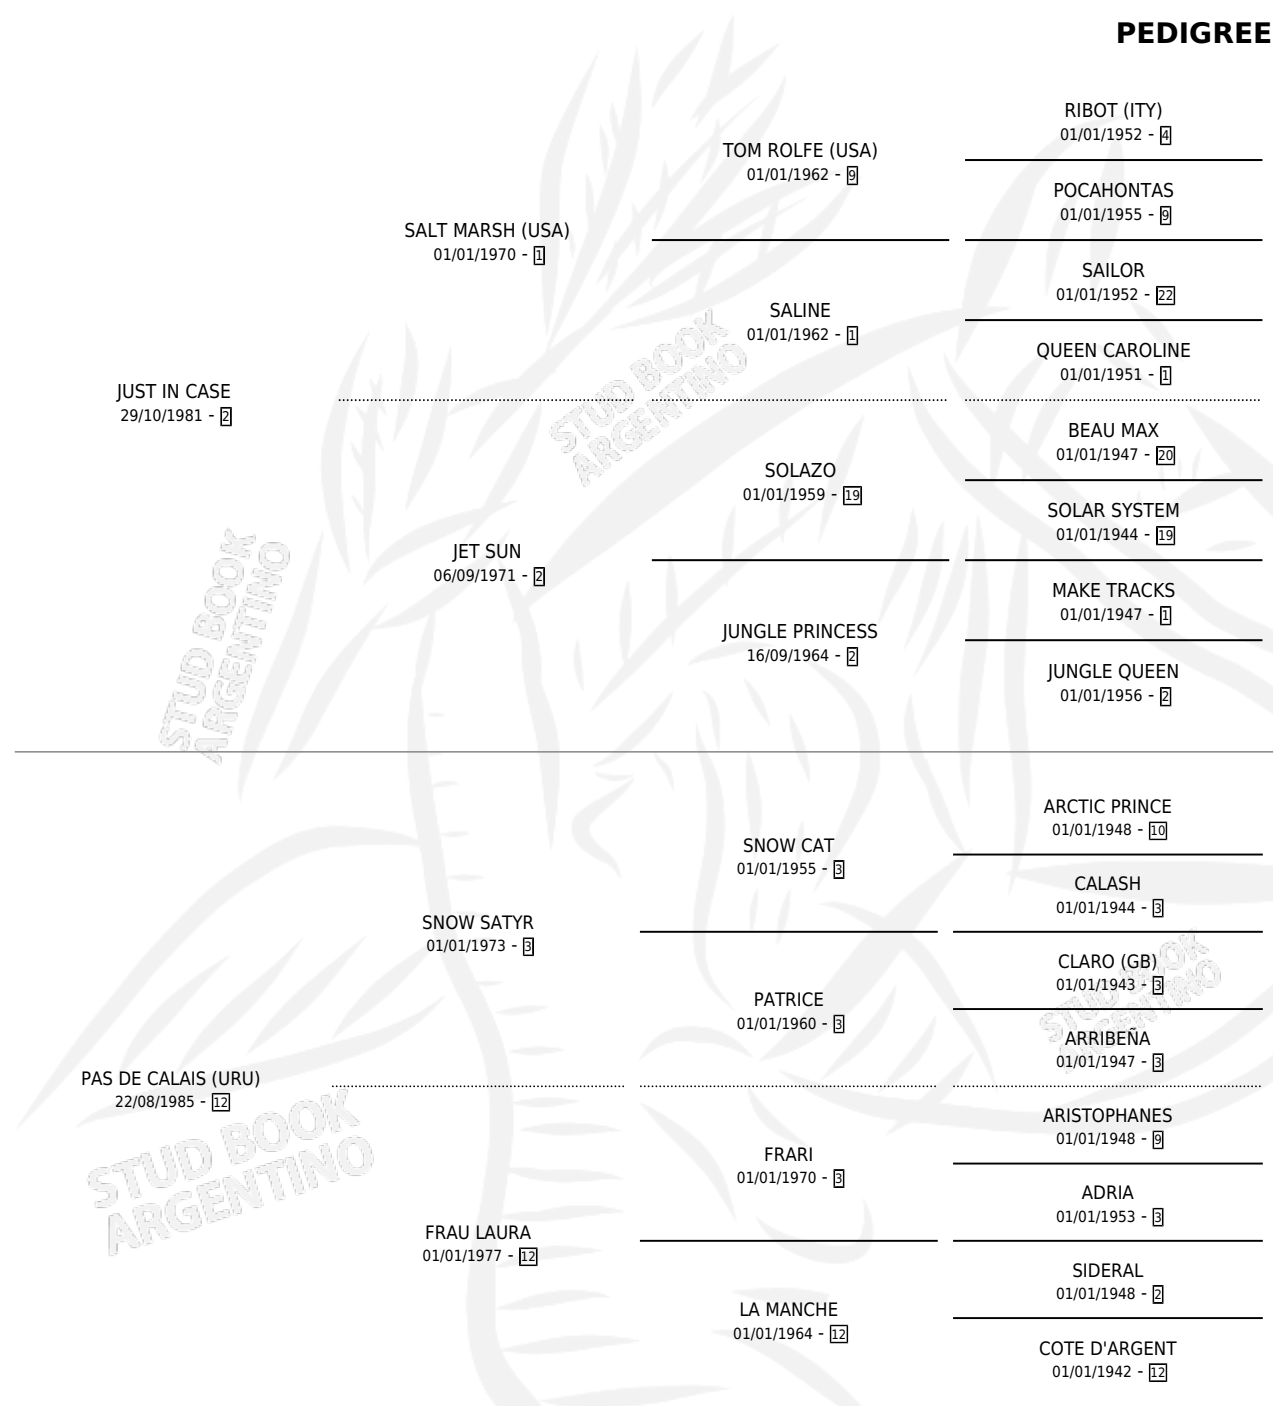 PEDIGREE
RIBOT (ITY)
01/01/1952 - 4
TOM ROLFE (USA)
01/01/1962 - 9
POCAHONTAS
01/01/1955 - 9
SALT MARSH (USA)
01/01/1970 - 1
SAILOR
01/01/1952 - 22
SALINE
01/01/1962 - 1
QUEEN CAROLINE
01/01/1951 - 1
JUST IN CASE
29/10/1981 - 2
BEAU MAX
01/01/1947 - 20
SOLAZO
01/01/1959 - 19
SOLAR SYSTEM
01/01/1944 - 19
JET SUN
06/09/1971 - 2
MAKE TRACKS
01/01/1947 - 1
JUNGLE PRINCESS
16/09/1964 - 2
JUNGLE QUEEN
01/01/1956 - 2
STUD BOOK
ARGENTINO
STUD BOOK
ARGENTINO
ARCTIC PRINCE
01/01/1948 - 10
SNOW CAT
01/01/1955 - 3
CALASH
01/01/1944 - 3
SNOW SATYR
01/01/1973 - 3
CLARO (GB)
01/01/1943 - 3
PATRICE
01/01/1960 - 3
ARRIBEÑA
01/01/1947 - 3
PAS DE CALAIS (URU)
22/08/1985 - 12
ARISTOPHANES
01/01/1948 - 9
FRARI
01/01/1970 - 3
ADRIA
01/01/1953 - 3
FRAU LAURA
01/01/1977 - 12
SIDERAL
01/01/1948 - 2
LA MANCHE
01/01/1964 - 12
COTE D'ARGENT
01/01/1942 - 12
STUD BOOK
ARGENTINO
STUD BOOK
ARGENTINO